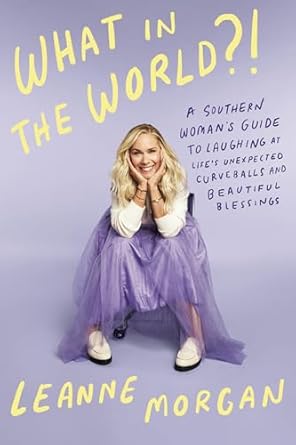 WHAT IN
THE WORLD?!
A SOUTHERN
WOMAN'S GUIDE
TO LAUGHING AT
LIFE'S UNEXPECTED
CURVEBALLS AND
BEAUTIFUL
BLESSINGS
LEANNE MORGAN